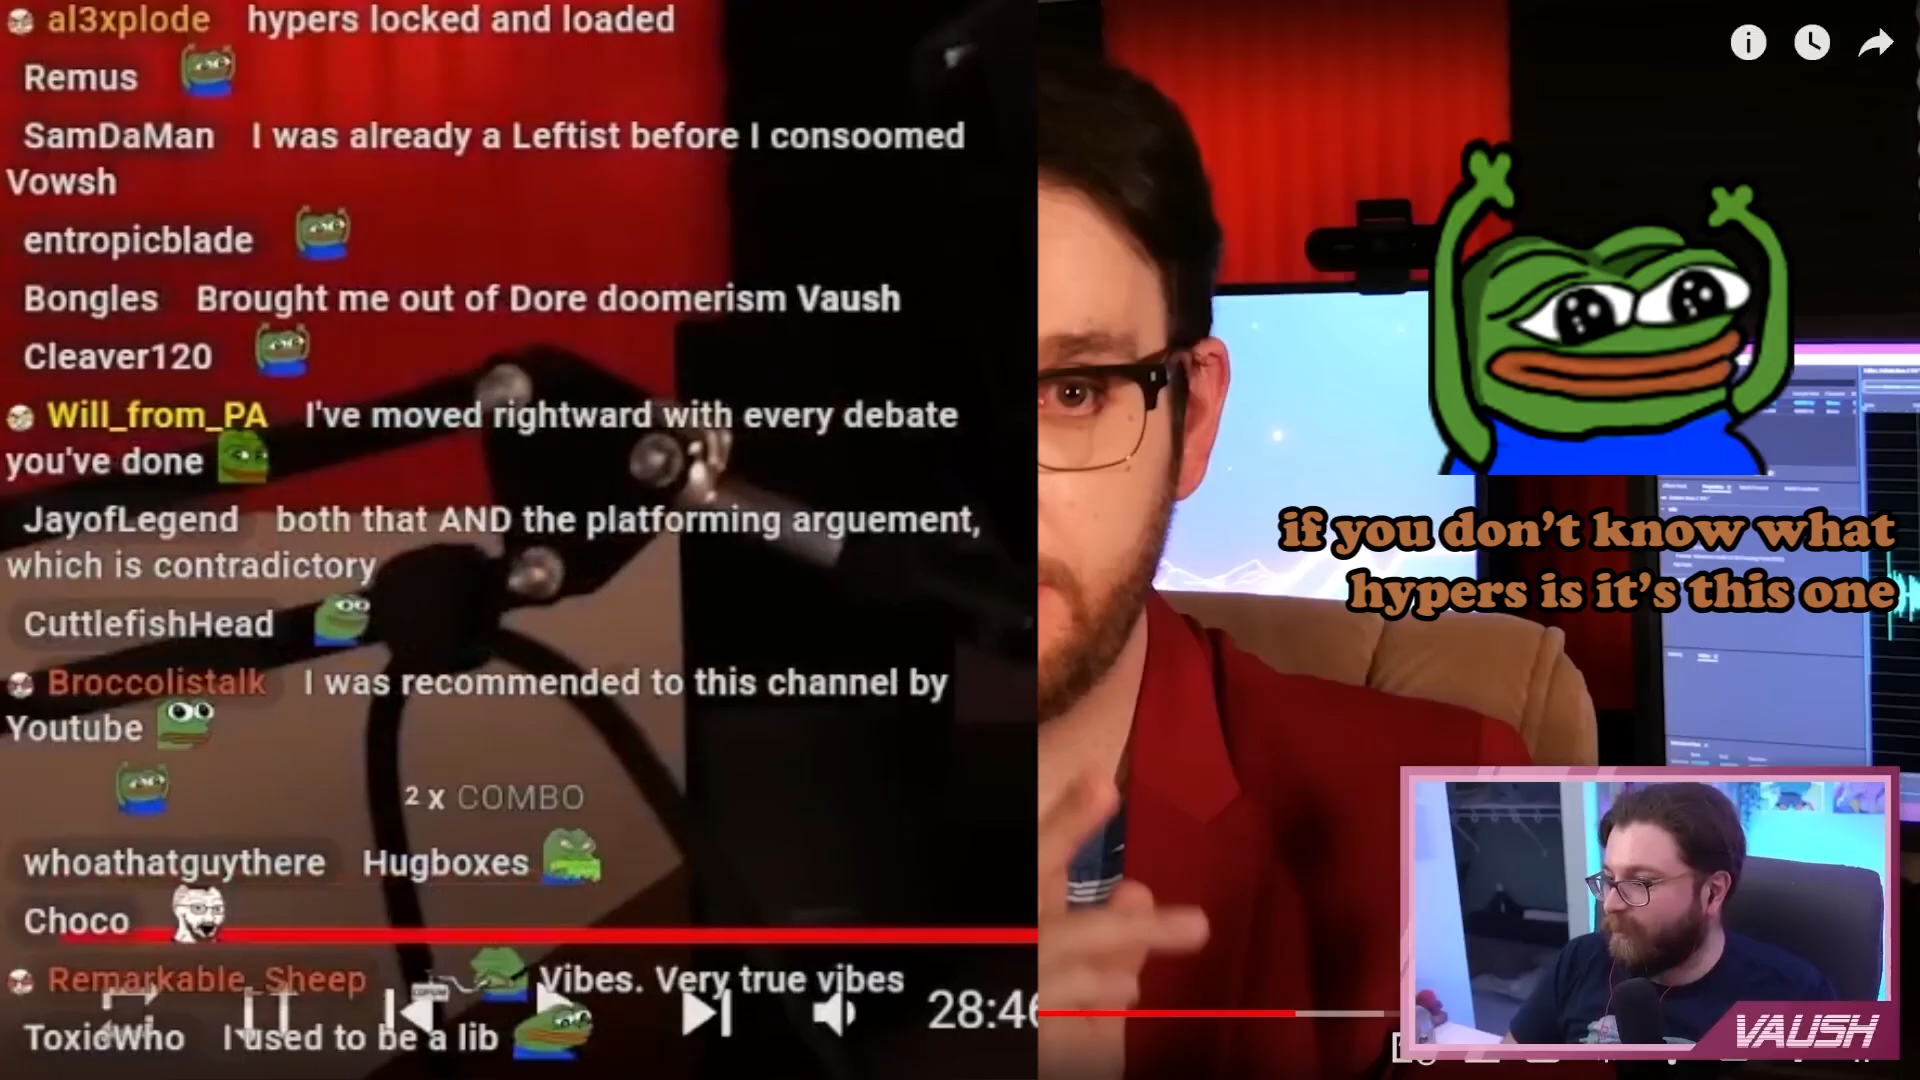 al3xplode hypers locked and loaded
Remus
SamDaMan I was already a Leftist before I consoomed
Vowsh
entropicblade
Bongles Brought me out of Dore doomerism Vaush
Cleaver120
Will_from_PA I've moved rightward with every debate
you've done
JayofLegend both that AND the platforming arguement,
which is contradictory
CuttlefishHead
Broccolistalk I was recommended to this channel by
Youtube
2 x COMBO
whoathatguythere Hugboxes
Choco
Remarkable_Sheep Vibes. Very true vibes
ToxicWho I used to be a lib
28:46
if you don't know what
hypers is it's this one
VAUSH